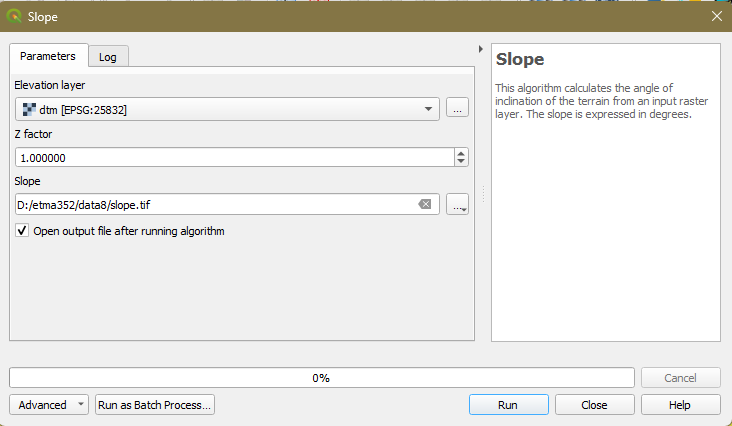 Slope
Parameters
Log
Elevation layer
dtm [EPSG:25832]
...
Z factor
1.000000
Slope
D:/etma352/data8/slope.tif
...
Open output file after running algorithm
Slope
This algorithm calculates the angle of
inclination of the terrain from an input raster
layer. The slope is expressed in degrees.
0%
Cancel
Advanced
Run as Batch Process...
Run
Close
Help